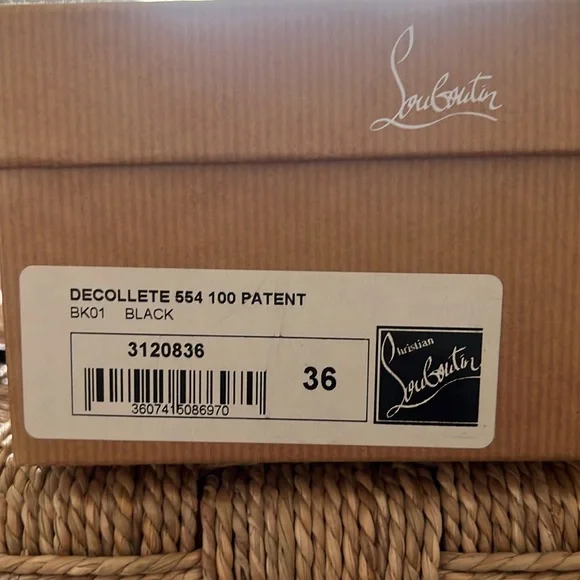 Louboutin
DECOLLETE 554 100 PATENT
BK01 BLACK
3120836
36
3607415086970
Christian
Louboutin